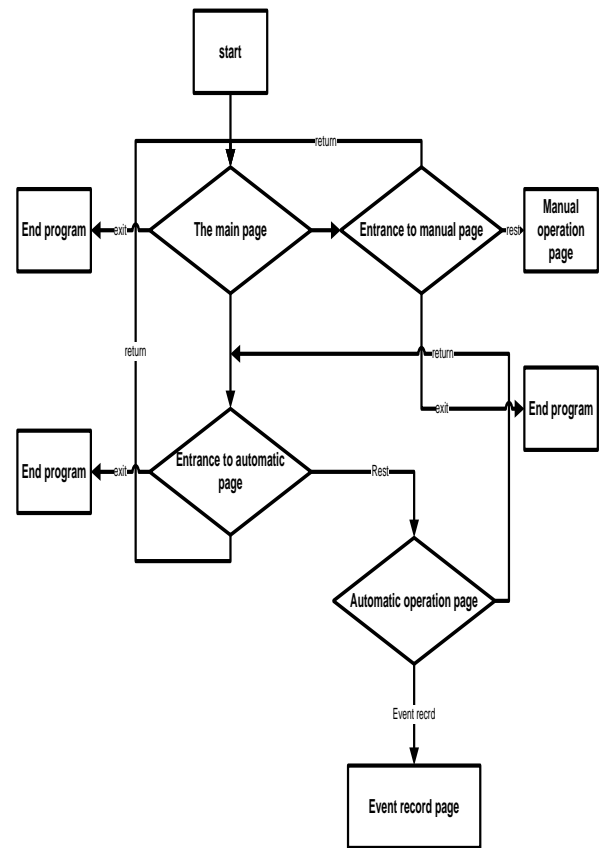 start
return
End program
exit
The main page
Entrance to manual page
rest
Manual
operation
page
return
return
exit
End program
End program
exit
Entrance to automatic
page
Rest
Automatic operation page
Event recrd
Event record page